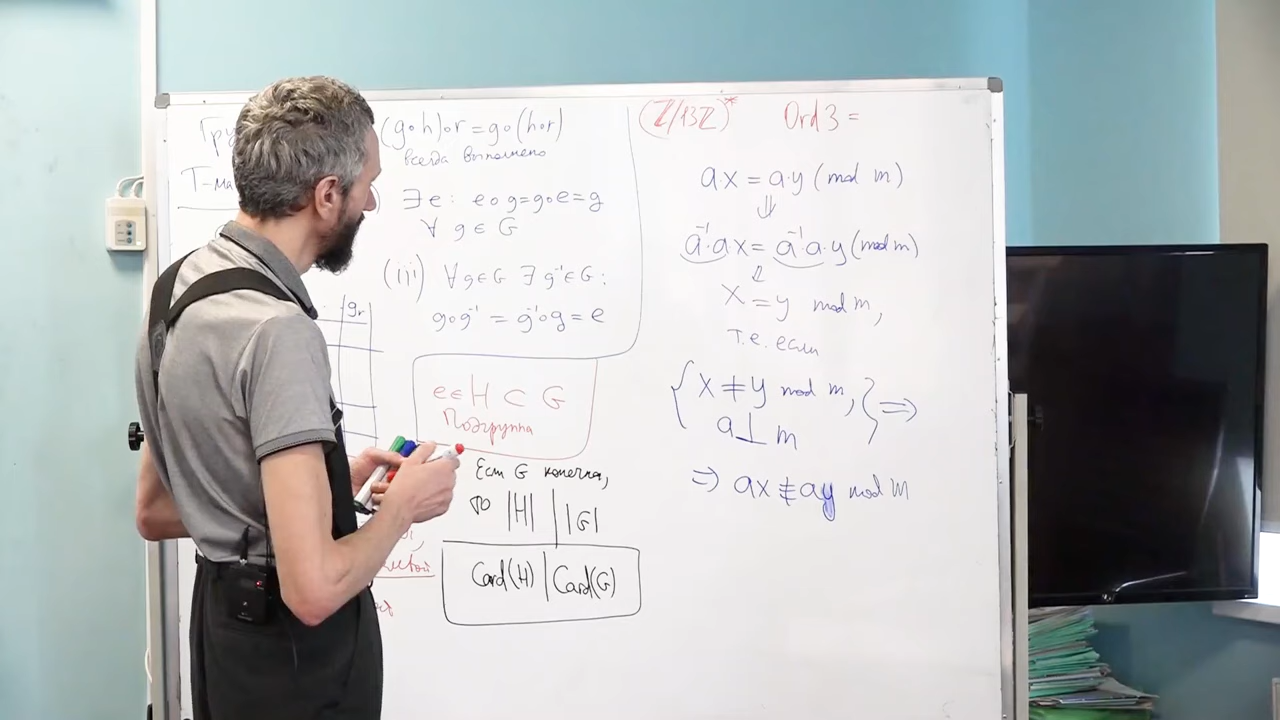 (g∘h)∘r = g∘(h∘r)
всегда выполнено
∃ e: e∘g = g∘e = g
∀ g ∈ G
(iii) ∀ g ∈ G ∃ g⁻¹ ∈ G:
g∘g⁻¹ = g⁻¹∘g = e
gr
e ∈ H ⊂ G
Подгруппа
Если G конечна,
то |H| | |G|
Card(H) | Card(G)
(ℤ/13ℤ)* Ord 3 =
a·x = a·y (mod m)
⇓
a⁻¹·a x = a⁻¹ a·y (mod m)
⇓
x = y mod m,
т.е. если
{ x ≠ y mod m, } ⇒
a ⊥ m
⇒ ax ≢ ay mod m